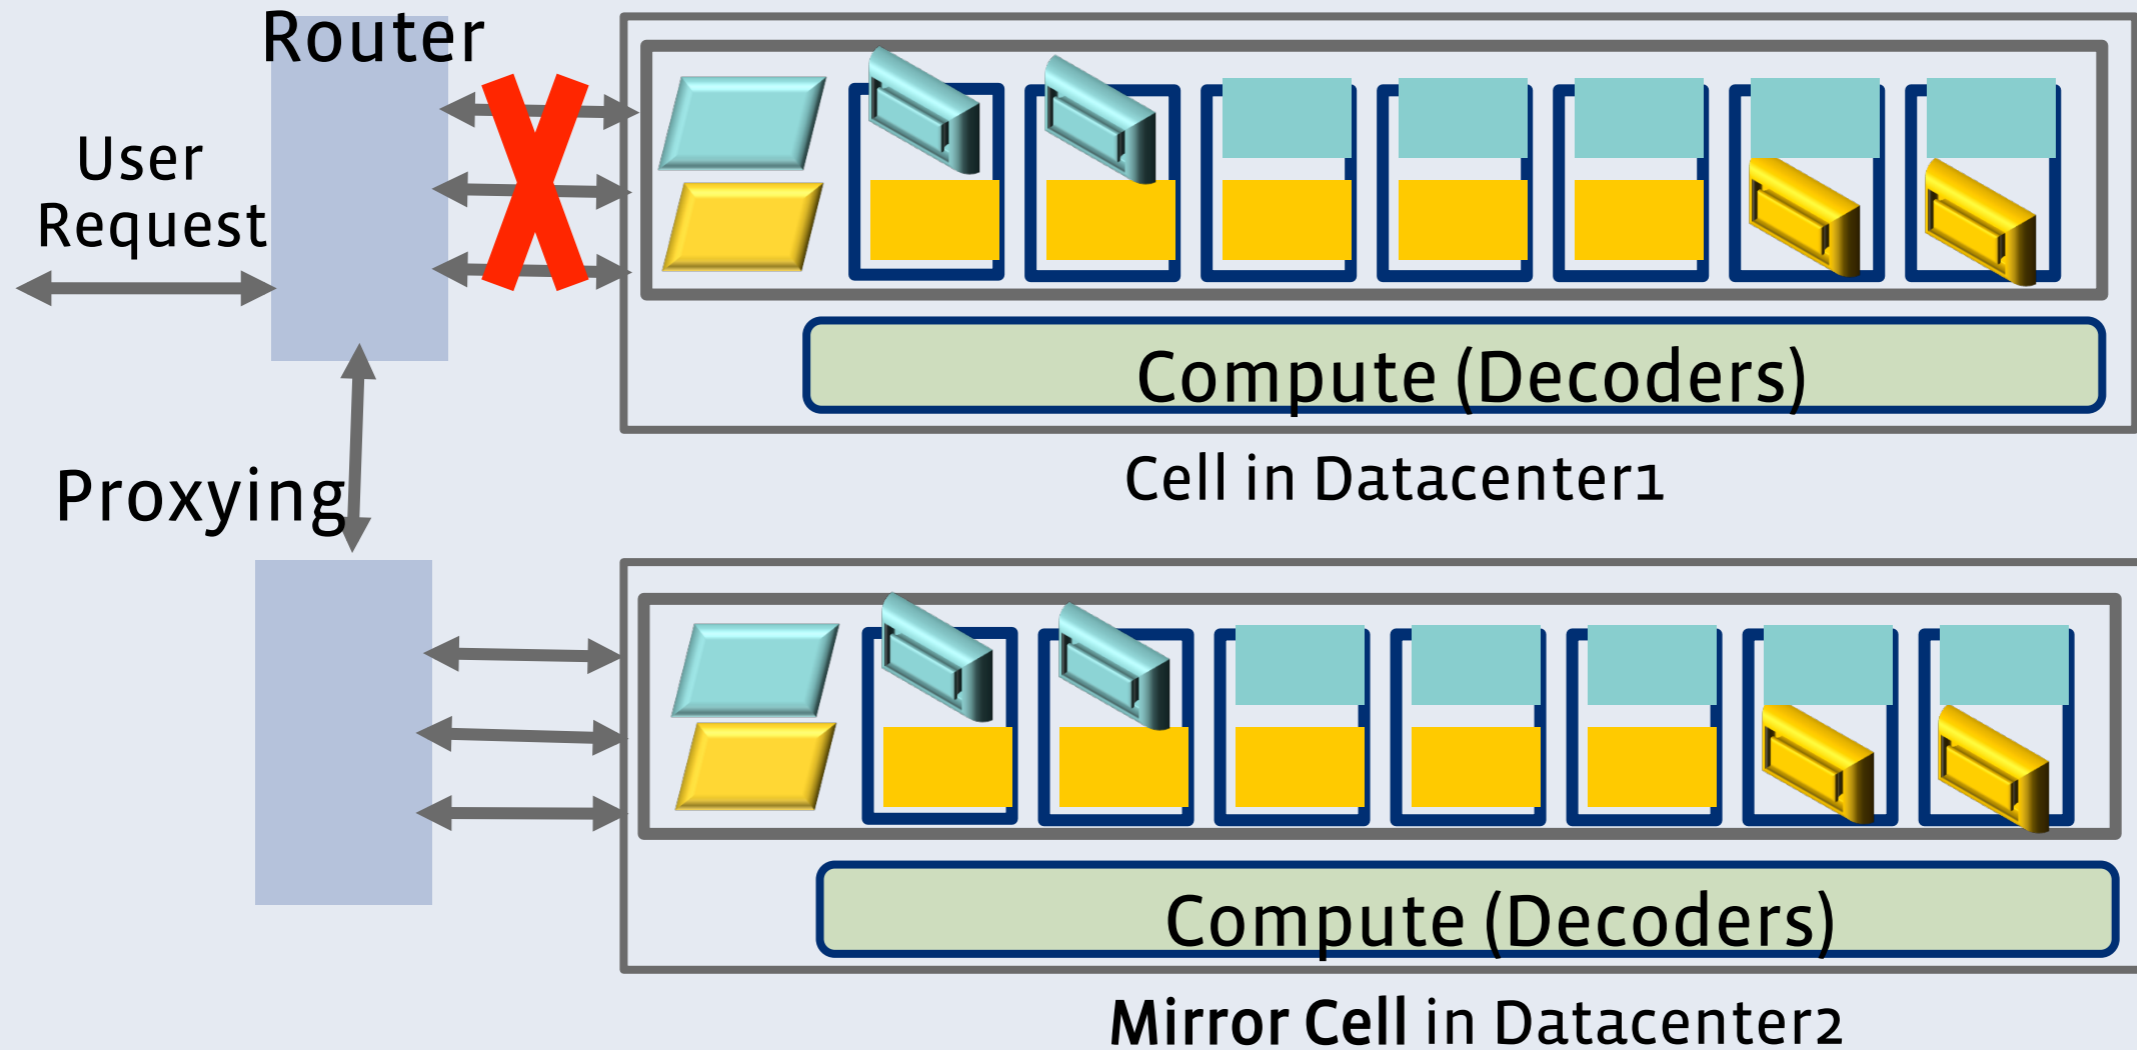 Router
User
Request
Compute (Decoders)
Cell in Datacenter1
Proxying
Compute (Decoders)
Mirror Cell in Datacenter2